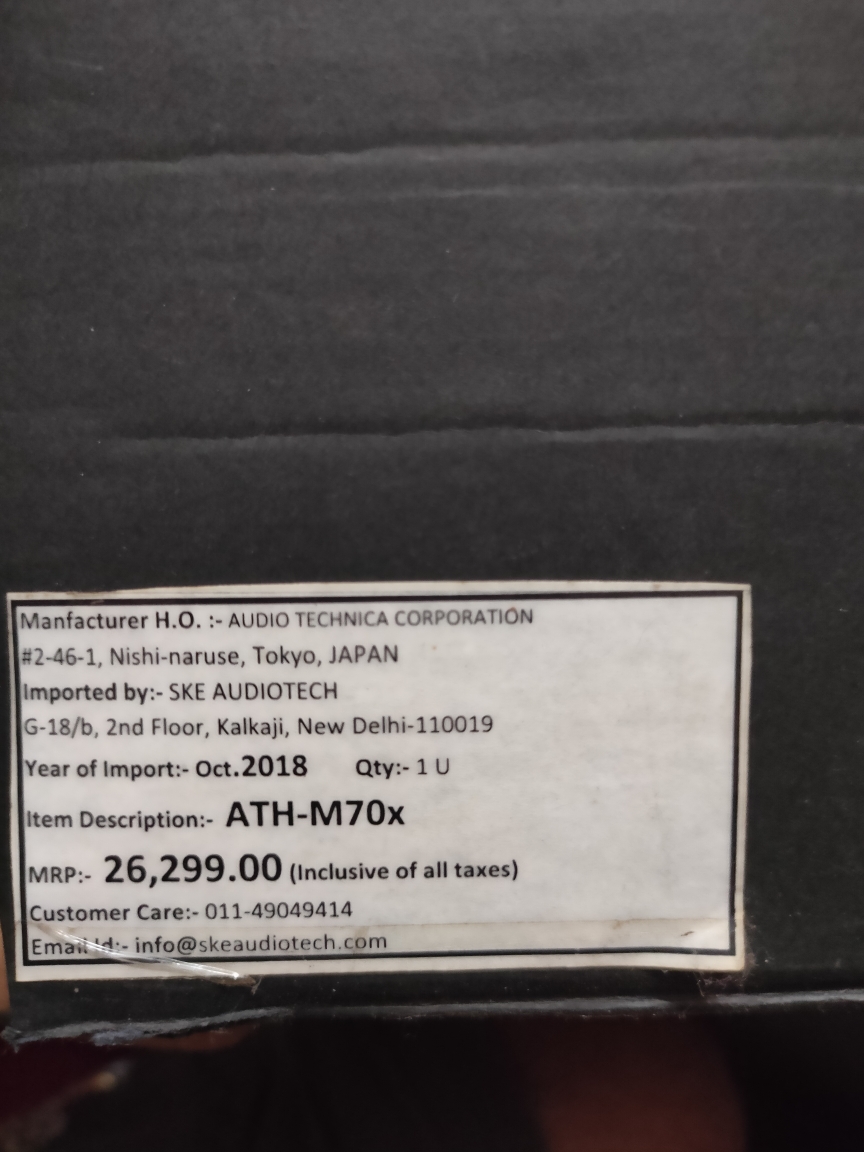 Manfacturer H.O. :- AUDIO TECHNICA CORPORATION
#2-46-1, Nishi-naruse, Tokyo, JAPAN
Imported by:- SKE AUDIOTECH
G-18/b, 2nd Floor, Kalkaji, New Delhi-110019
Year of Import:- Oct.2018 Qty:- 1 U
Item Description:- ATH-M70x
MRP:- 26,299.00 (Inclusive of all taxes)
Customer Care:- 011-49049414
Email Id:- info@skeaudiotech.com